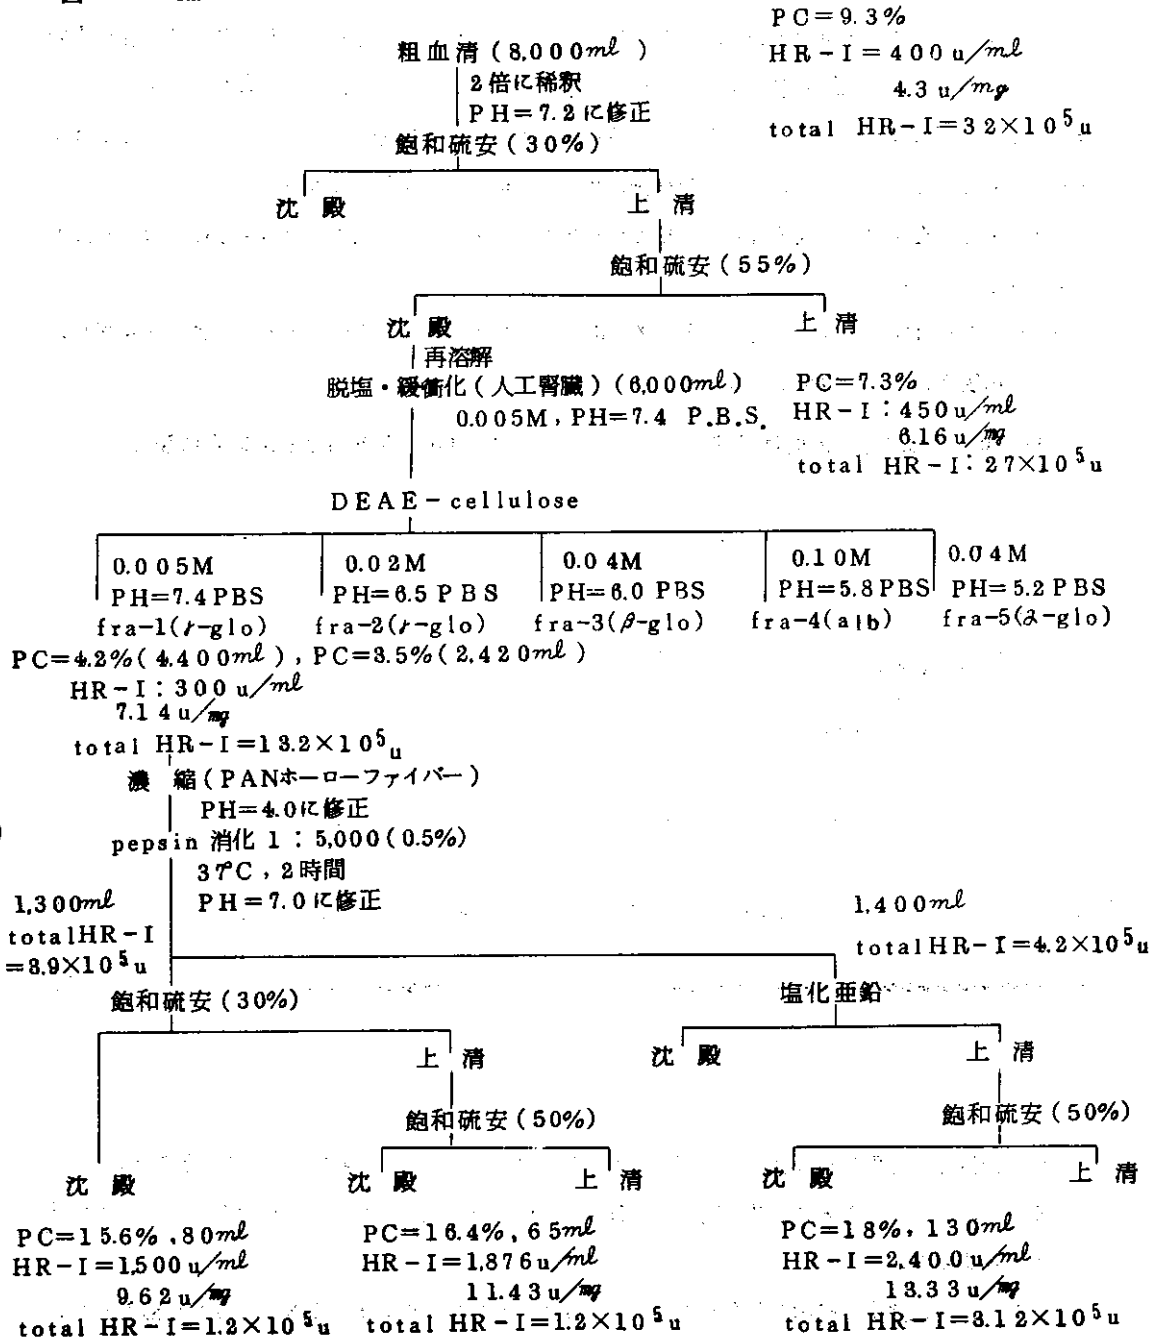 PC=9.3%
粗血清(8,000ml)
HR-I=400u/ml
2倍に稀釈
4.3u/mg
PH=7.2に修正
total HR-I=32×10⁵u
飽和硫安(30%)
沈殿 上清
飽和硫安(55%)
沈殿 上清
再溶解
脱塩・緩衝化(人工腎臓)(6,000ml) PC=7.3%
0.005M,PH=7.4 P.B.S. HR-I:450u/ml
6.16u/mg
total HR-I:27×10⁵u
DEAE-cellulose
0.005M 0.02M 0.04M 0.10M 0.04M
PH=7.4PBS PH=6.5PBS PH=6.0 PBS PH=5.8PBS PH=5.2PBS
fra-1(γ-glo) fra-2(γ-glo) fra-3(β-glo) fra-4(alb) fra-5(α-glo)
PC=4.2%(4.400ml),PC=3.5%(2,420ml)
HR-I:300u/ml
7.14u/mg
total HR-I=13.2×10⁵u
濃縮(PANホーローファイバー)
PH=4.0に修正
pepsin 消化 1:5,000(0.5%)
37℃,2時間
1,300ml PH=7.0に修正 1,400ml
totalHR-I totalHR-I=4.2×10⁵u
=3.9×10⁵u
飽和硫安(30%) 塩化亜鉛
上清 沈殿 上清
飽和硫安(50%) 飽和硫安(50%)
沈殿 沈殿 上清 沈殿 上清
PC=15.6%,80ml PC=16.4%,65ml PC=18%,130ml
HR-I=1,500u/ml HR-I=1,876u/ml HR-I=2,400u/ml
9.62u/mg 11.43u/mg 13.33u/mg
total HR-I=1.2×10⁵u total HR-I=1.2×10⁵u total HR-I=3.12×10⁵u